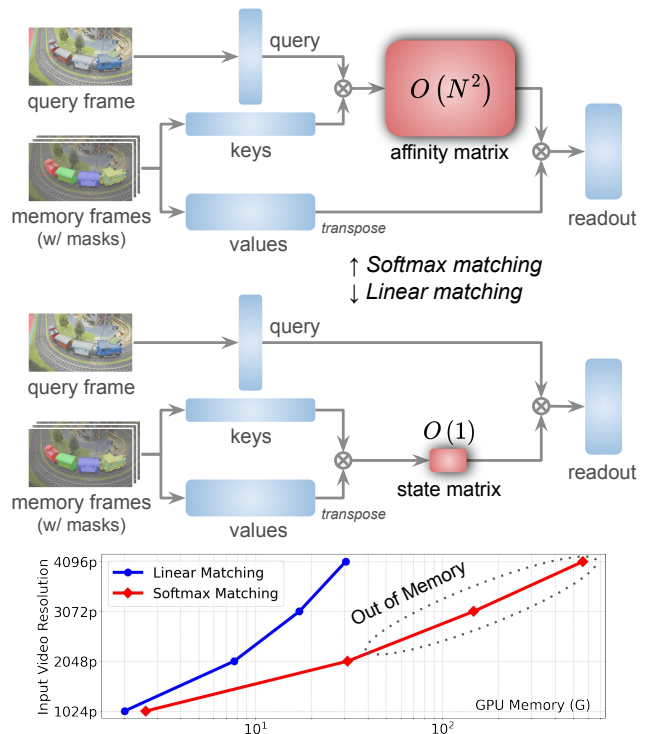 query
query frame
O (N²)
keys
affinity matrix
memory frames
(w/ masks)
values
transpose
readout
↑ Softmax matching
↓ Linear matching
query
query frame
keys
O (1)
state matrix
readout
memory frames
(w/ masks)
values
transpose
Input Video Resolution
4096p
3072p
2048p
1024p
Linear Matching
Softmax Matching
Out of Memory
GPU Memory (G)
10¹
10²